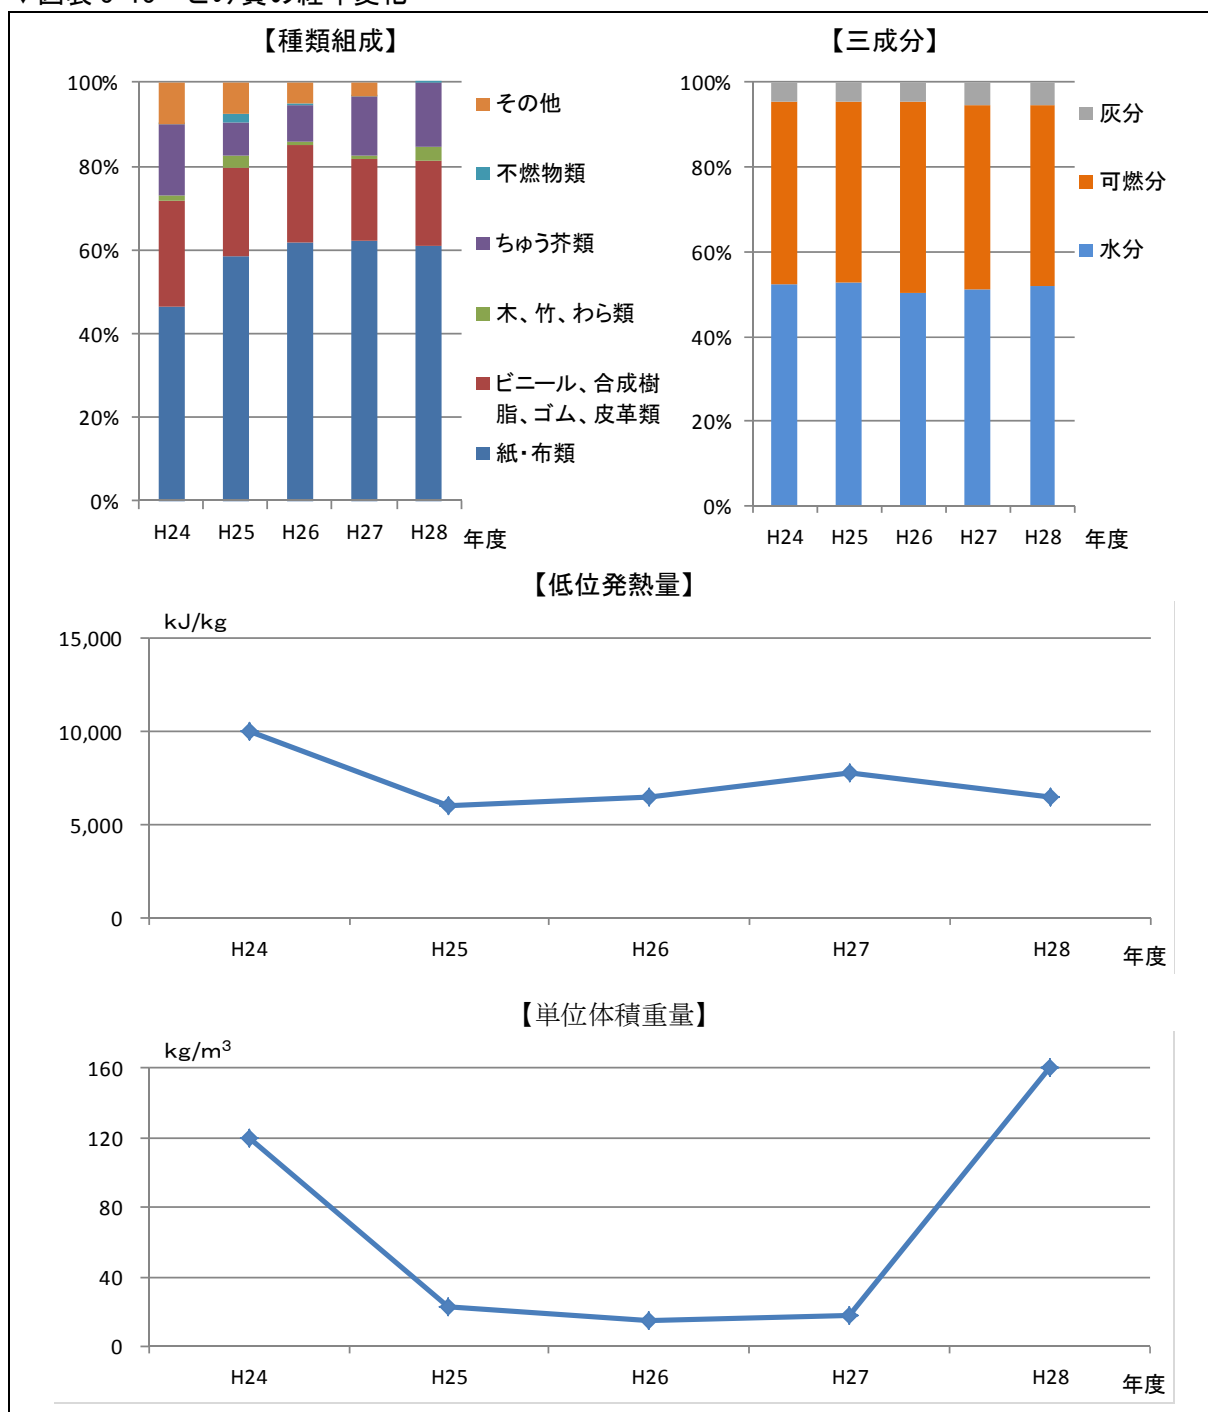 【種類組成】
100%
80%
60%
40%
20%
0%
H24 H25 H26 H27 H28 年度
その他
不燃物類
ちゅう芥類
木、竹、わら類
ビニール、合成樹
脂、ゴム、皮革類
紙・布類
【三成分】
100%
80%
60%
40%
20%
0%
H24 H25 H26 H27 H28 年度
灰分
可燃分
水分
【低位発熱量】
kJ/kg
15,000
10,000
5,000
0
H24 H25 H26 H27 H28 年度
【単位体積重量】
kg/m³
160
120
80
40
0
H24 H25 H26 H27 H28 年度